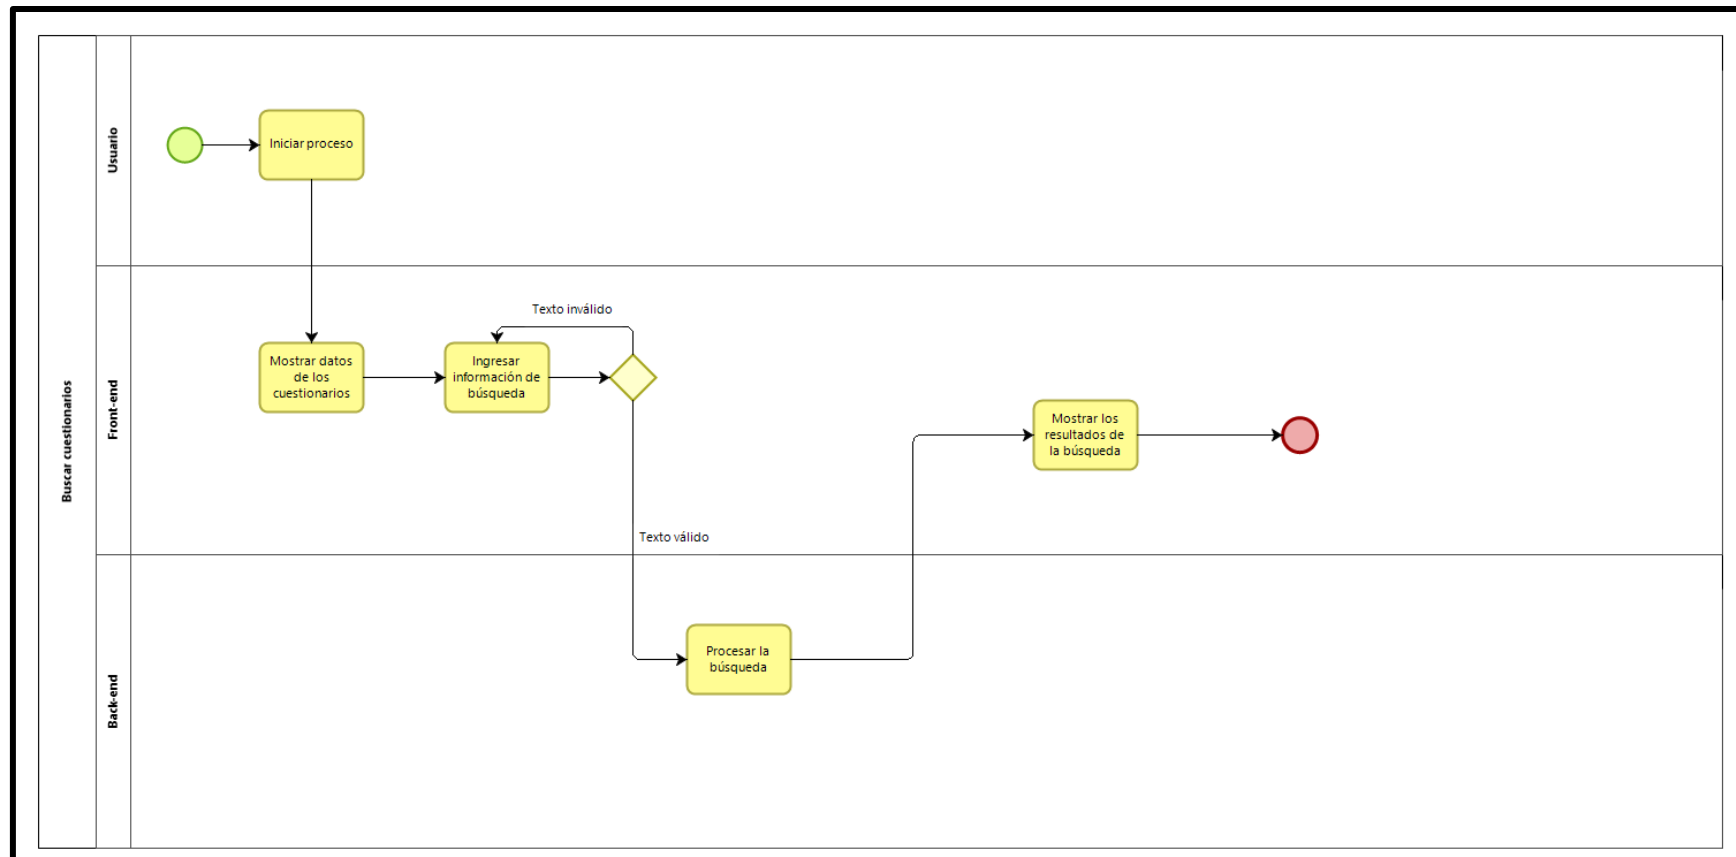 Buscar cuestionarios
Usuario
Iniciar proceso
Front-end
Texto inválido
Mostrar datos
de los
cuestionarios
Ingresar
información de
búsqueda
Mostrar los
resultados de
la búsqueda
Texto válido
Back-end
Procesar la
búsqueda